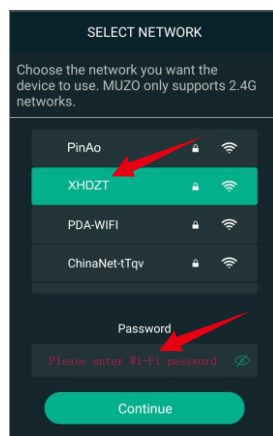 SELECT NETWORK
Choose the network you want the
device to use. MUZO only supports 2.4G
networks.
PinAo
XHDZT
PDA-WIFI
ChinaNet-tTqv
Password
Please enter Wi-Fi password
Continue